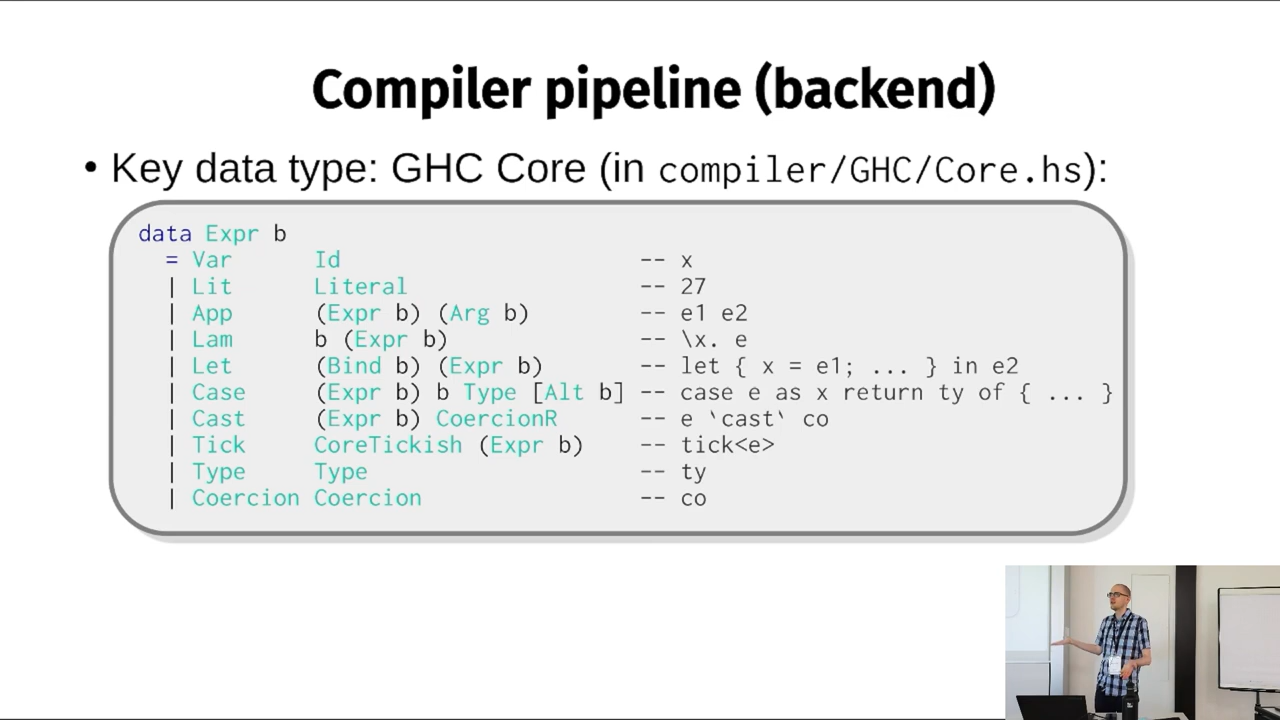 Compiler pipeline (backend)
• Key data type: GHC Core (in compiler/GHC/Core.hs):
data Expr b
  = Var      Id                      -- x
  | Lit      Literal                 -- 27
  | App      (Expr b) (Arg b)        -- e1 e2
  | Lam      b (Expr b)              -- \x. e
  | Let      (Bind b) (Expr b)       -- let { x = e1; ... } in e2
  | Case     (Expr b) b Type [Alt b] -- case e as x return ty of { ... }
  | Cast     (Expr b) CoercionR      -- e `cast` co
  | Tick     CoreTickish (Expr b)    -- tick<e>
  | Type     Type                    -- ty
  | Coercion Coercion                -- co